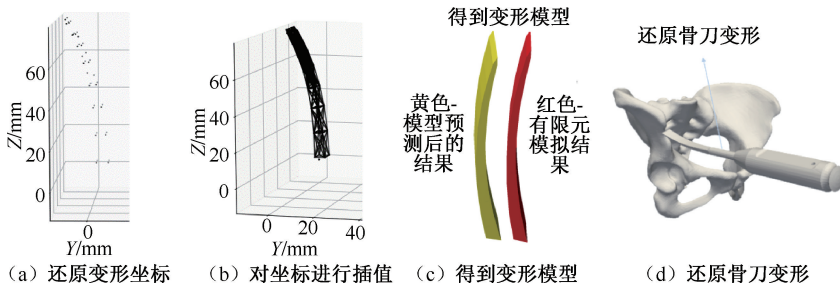 Z/mm
60
40
20
0
0
Y/mm
(a) 还原变形坐标
Z/mm
60
40
20
0
0
20
40
Y/mm
(b) 对坐标进行插值
得到变形模型
黄色-
模型预
测后的
结果
红色-
有限元
模拟结
果
(c) 得到变形模型
还原骨刀变形
(d) 还原骨刀变形